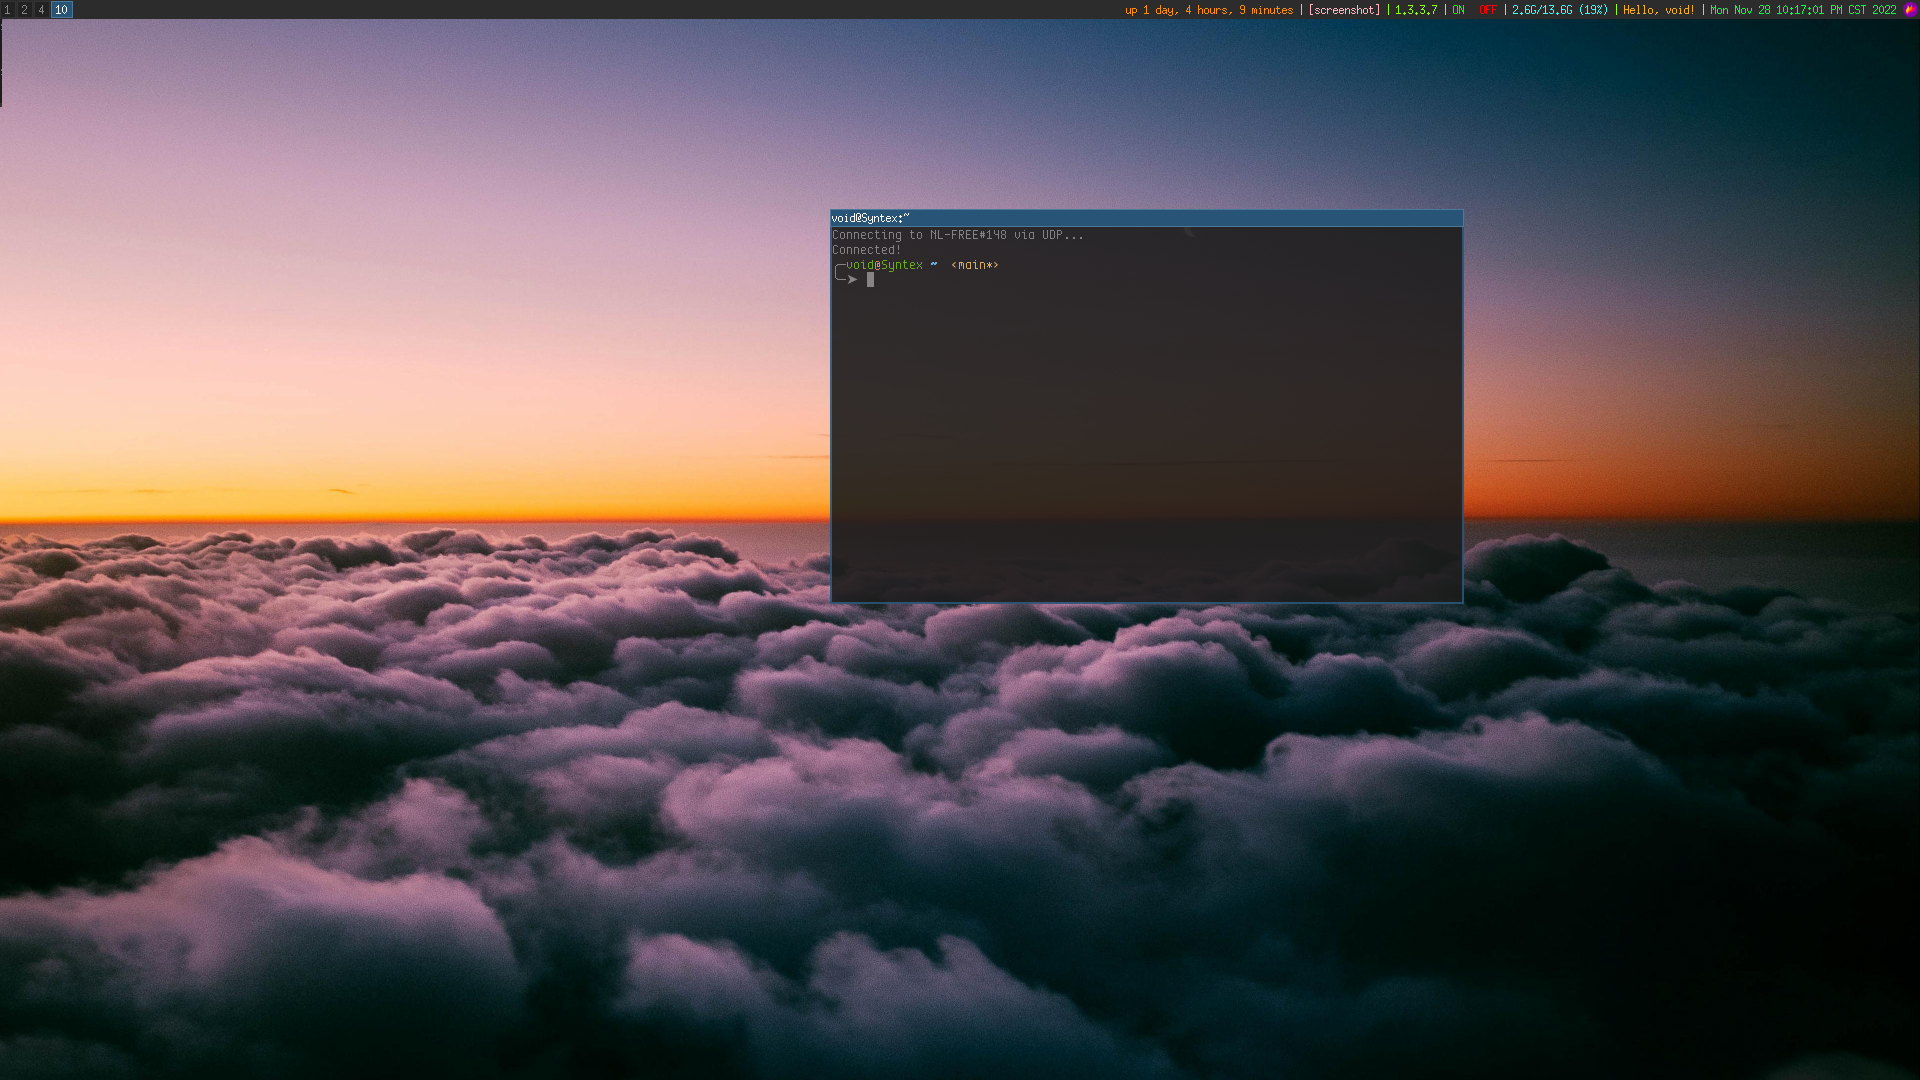 1 2 4 10 up 1 day, 4 hours, 9 minutes | [screenshot] | 1.3.3.7 | ON OFF | 2.6G/13.6G (19%) | Hello, void! | Mon Nov 28 10:17:01 PM CST 2022
void@Syntex:~
Connecting to NL-FREE#148 via UDP...
Connected!
void@Syntex ~ ‹main*›